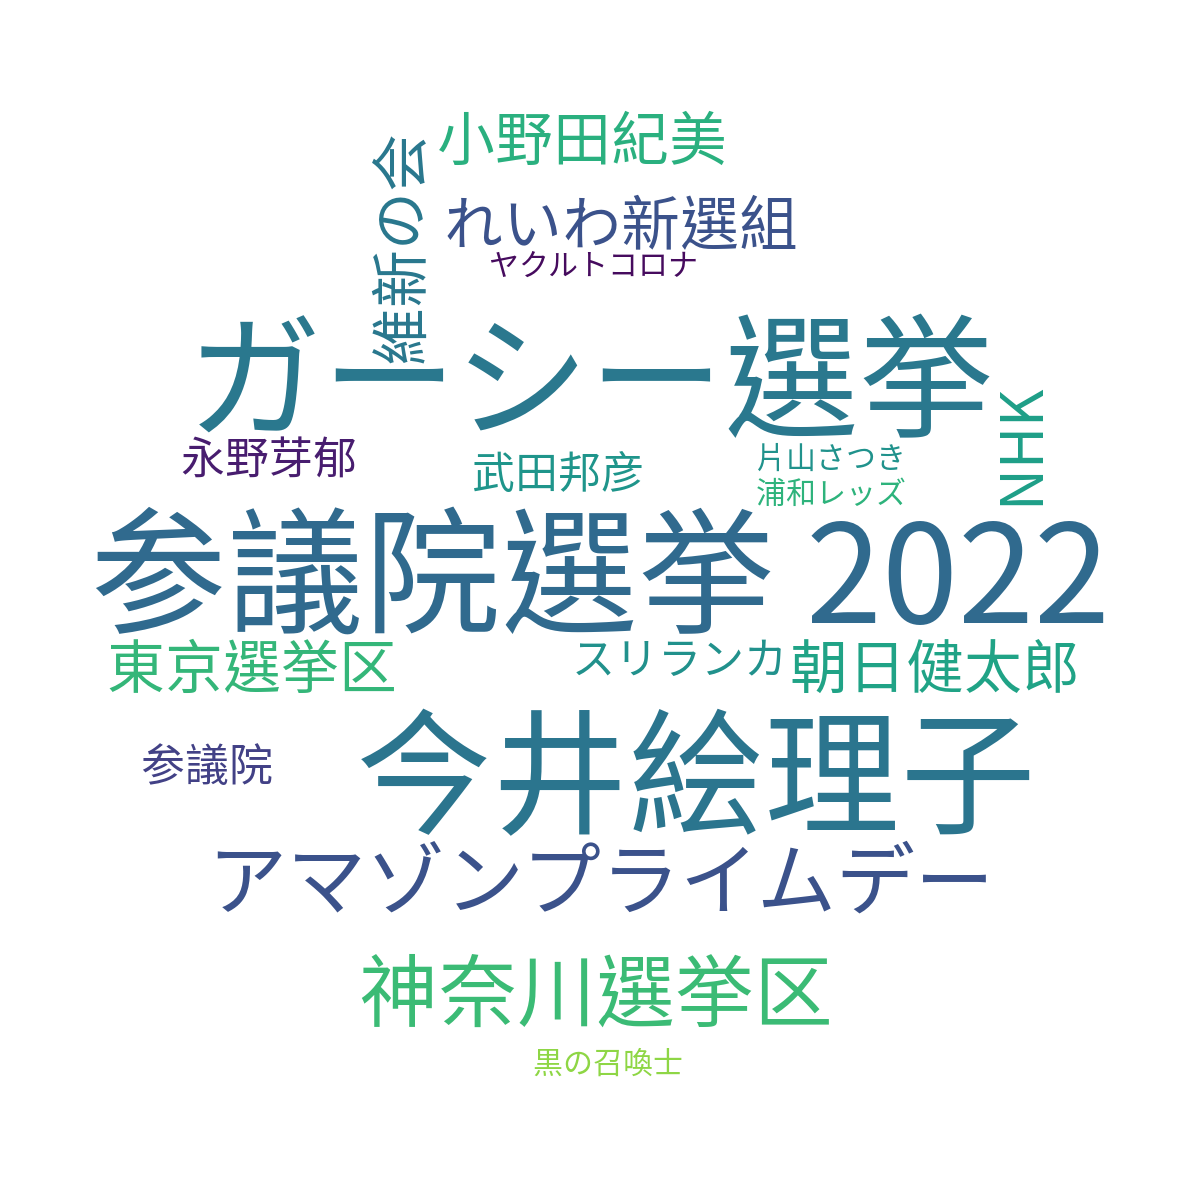 小野田紀美
維新の会
れいわ新選組
ヤクルトコロナ
ガーシー選挙
NHK
永野芽郁
武田邦彦
片山さつき
浦和レッズ
参議院選挙 2022
東京選挙区
スリランカ
朝日健太郎
今井絵理子
参議院
アマゾンプライムデー
神奈川選挙区
黒の召喚士